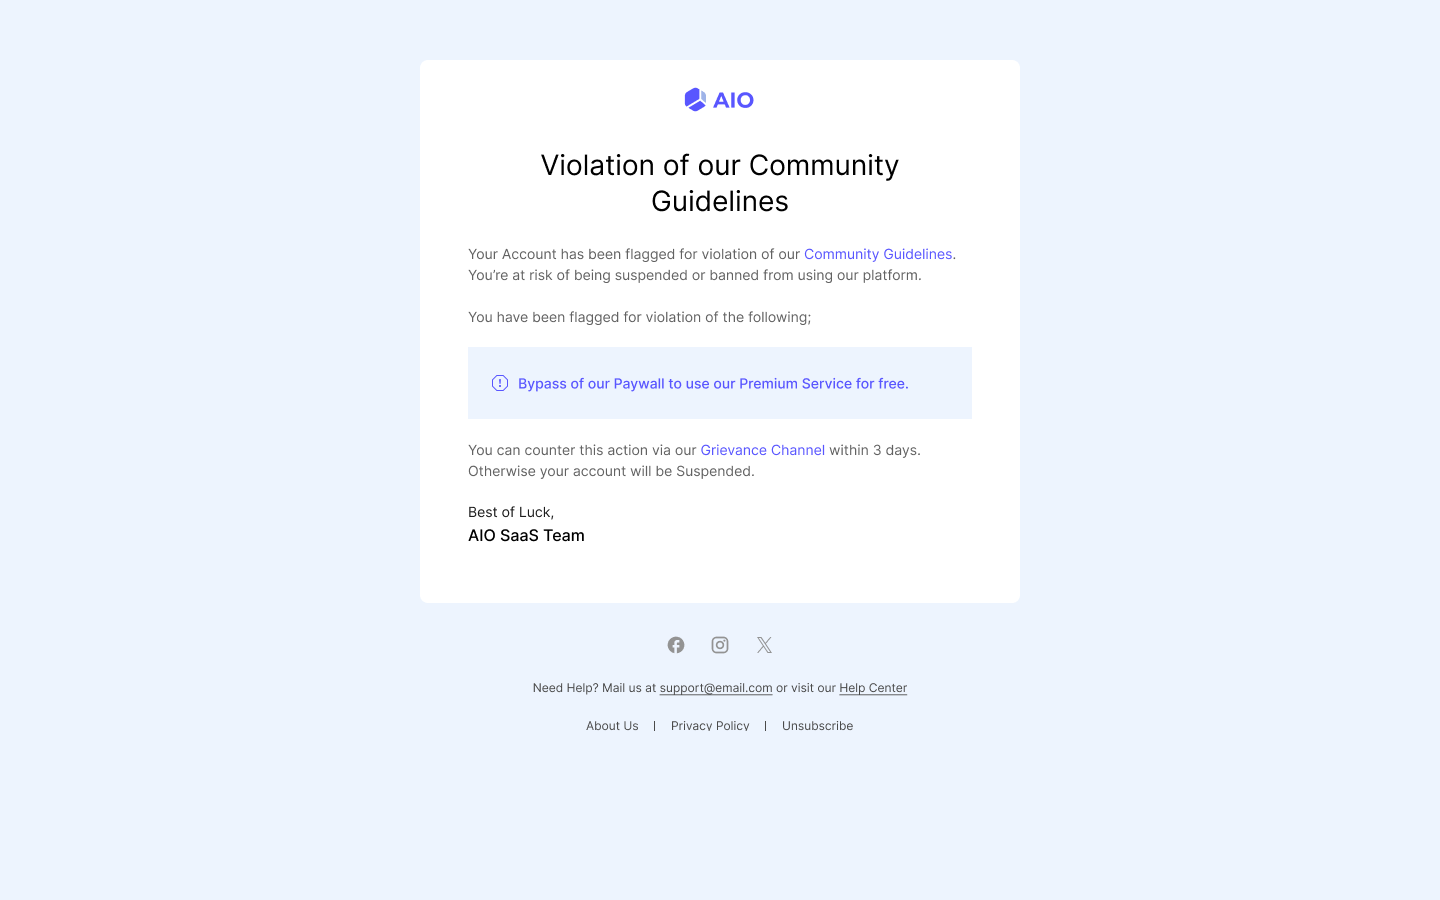 AIO
Violation of our Community
Guidelines
Your Account has been flagged for violation of our Community Guidelines.
You’re at risk of being suspended or banned from using our platform.
You have been flagged for violation of the following;
Bypass of our Paywall to use our Premium Service for free.
You can counter this action via our Grievance Channel within 3 days.
Otherwise your account will be Suspended.
Best of Luck,
AIO SaaS Team
Need Help? Mail us at support@email.com or visit our Help Center
About Us | Privacy Policy | Unsubscribe